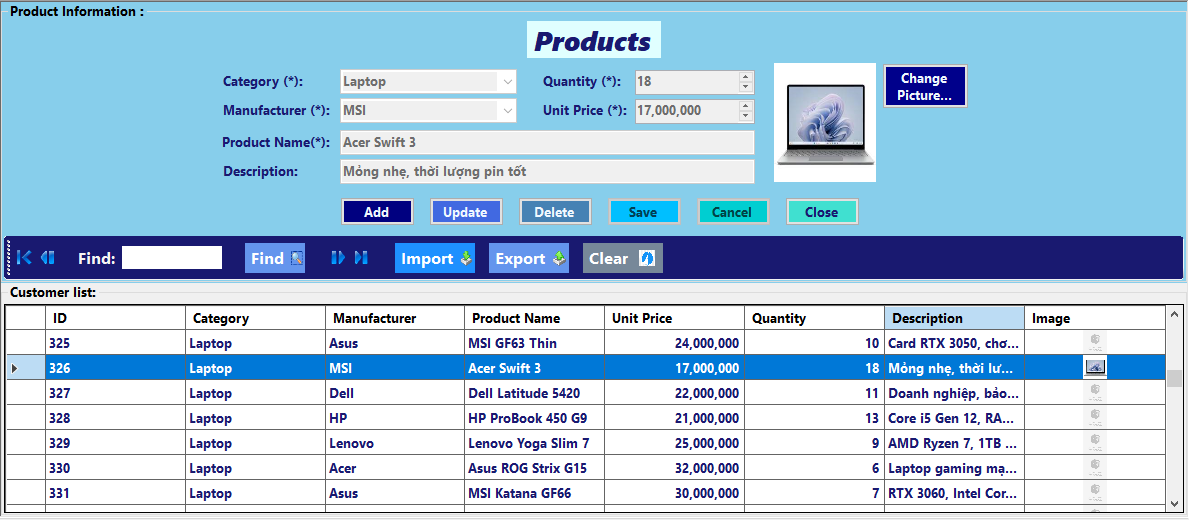 Product Information :
Products
Category (*): Laptop Quantity (*): 18 Change Picture...
Manufacturer (*): MSI Unit Price (*): 17,000,000
Product Name(*): Acer Swift 3
Description: Mỏng nhẹ, thời lượng pin tốt
Add Update Delete Save Cancel Close
Find: Find Import Export Clear
Customer list:
ID Category Manufacturer Product Name Unit Price Quantity Description Image
325 Laptop Asus MSI GF63 Thin 24,000,000 10 Card RTX 3050, chơ...
326 Laptop MSI Acer Swift 3 17,000,000 18 Mỏng nhẹ, thời lư...
327 Laptop Dell Dell Latitude 5420 22,000,000 11 Doanh nghiệp, bảo...
328 Laptop HP HP ProBook 450 G9 21,000,000 13 Core i5 Gen 12, RA...
329 Laptop Lenovo Lenovo Yoga Slim 7 25,000,000 9 AMD Ryzen 7, 1TB ...
330 Laptop Acer Asus ROG Strix G15 32,000,000 6 Laptop gaming mạ...
331 Laptop Asus MSI Katana GF66 30,000,000 7 RTX 3060, Intel Cor...